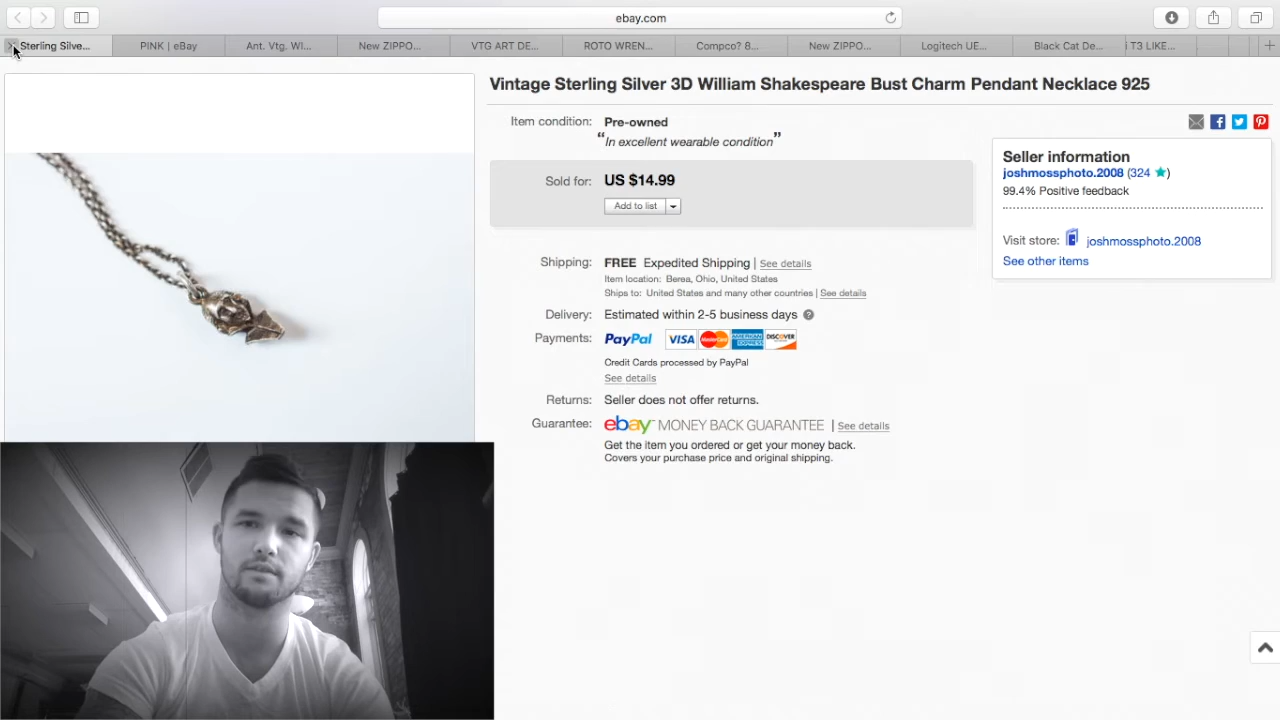 ebay.com
Sterling Silve...
PINK | eBay
Ant. Vtg. WI...
New ZIPPO...
VTG ART DE...
ROTO WREN...
Compco? 8...
New ZIPPO...
Logitech UE...
Black Cat De...
T3 LIKE...
Vintage Sterling Silver 3D William Shakespeare Bust Charm Pendant Necklace 925
Item condition: Pre-owned
“In excellent wearable condition”
Sold for: US $14.99
Add to list
Shipping: FREE Expedited Shipping | See details
Item location: Berea, Ohio, United States
Ships to: United States and many other countries | See details
Delivery: Estimated within 2-5 business days ?
Payments: PayPal VISA MasterCard AMERICAN EXPRESS DISCOVER
Credit Cards processed by PayPal
See details
Returns: Seller does not offer returns.
Guarantee: ebay MONEY BACK GUARANTEE | See details
Get the item you ordered or get your money back.
Covers your purchase price and original shipping.
Seller information
joshmossphoto.2008 (324)
99.4% Positive feedback
Visit store: joshmossphoto.2008
See other items